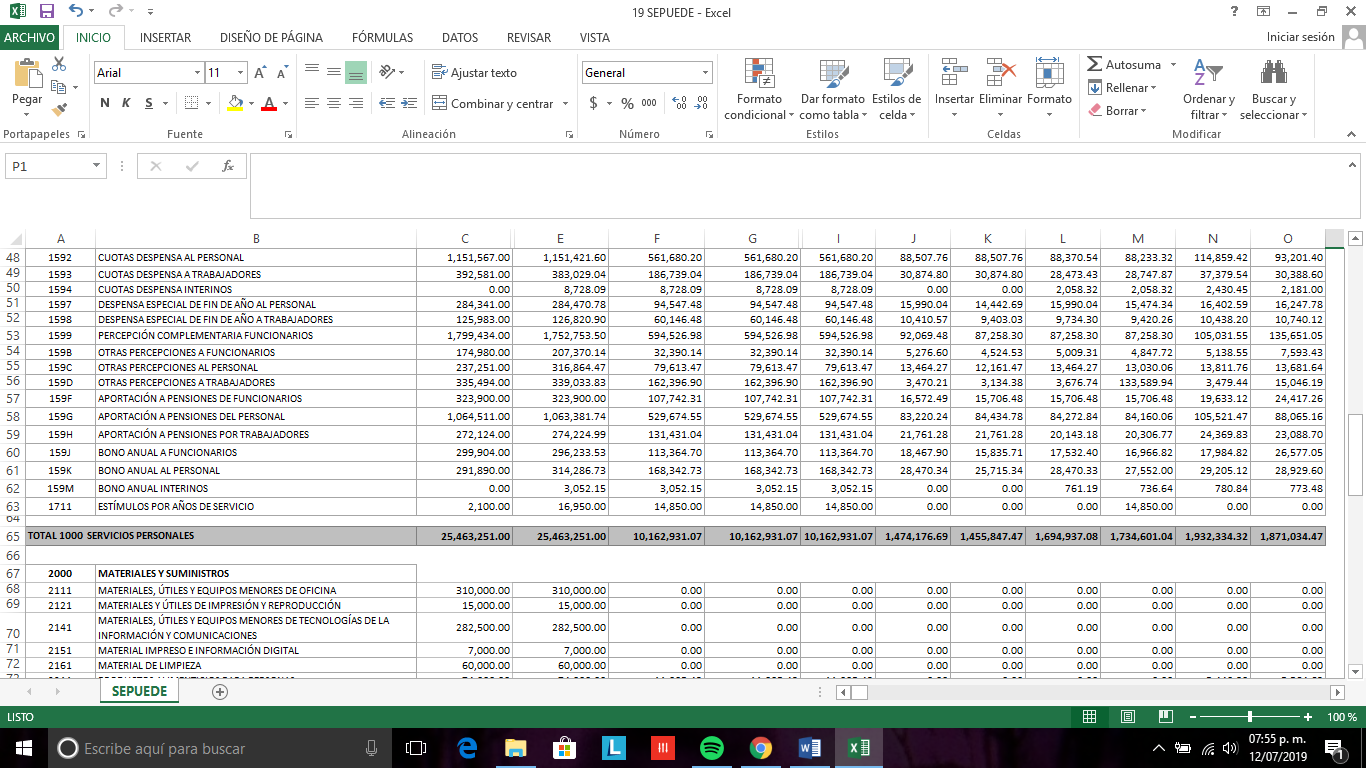 19 SEPUEDE - Excel
ARCHIVO INICIO INSERTAR DISEÑO DE PÁGINA FÓRMULAS DATOS REVISAR VISTA Iniciar sesión
Pegar
Portapapeles
Arial 11
N K S
Fuente
Ajustar texto
Combinar y centrar
Alineación
General
$ % 000
Número
Formato condicional
Dar formato como tabla
Estilos de celda
Estilos
Insertar Eliminar Formato
Celdas
Autosuma
Rellenar
Borrar
Ordenar y filtrar
Buscar y seleccionar
Modificar
P1 fx
A B C E F G I J K L M N O
48 1592 CUOTAS DESPENSA AL PERSONAL 1,151,567.00 1,151,421.60 561,680.20 561,680.20 561,680.20 88,507.76 88,507.76 88,370.54 88,233.32 114,859.42 93,201.40
49 1593 CUOTAS DESPENSA A TRABAJADORES 392,581.00 383,029.04 186,739.04 186,739.04 186,739.04 30,874.80 30,874.80 28,473.43 28,747.87 37,379.54 30,388.60
50 1594 CUOTAS DESPENSA INTERINOS 0.00 8,728.09 8,728.09 8,728.09 8,728.09 0.00 0.00 2,058.32 2,058.32 2,430.45 2,181.00
51 1597 DESPENSA ESPECIAL DE FIN DE AÑO AL PERSONAL 284,341.00 284,470.78 94,547.48 94,547.48 94,547.48 15,990.04 14,442.69 15,990.04 15,474.34 16,402.59 16,247.78
52 1598 DESPENSA ESPECIAL DE FIN DE AÑO A TRABAJADORES 125,983.00 126,820.90 60,146.48 60,146.48 60,146.48 10,410.57 9,403.03 9,734.30 9,420.26 10,438.20 10,740.12
53 1599 PERCEPCIÓN COMPLEMENTARIA FUNCIONARIOS 1,799,434.00 1,752,753.50 594,526.98 594,526.98 594,526.98 92,069.48 87,258.30 87,258.30 87,258.30 105,031.55 135,651.05
54 159B OTRAS PERCEPCIONES A FUNCIONARIOS 174,980.00 207,370.14 32,390.14 32,390.14 32,390.14 5,276.60 4,524.53 5,009.31 4,847.72 5,138.55 7,593.43
55 159C OTRAS PERCEPCIONES AL PERSONAL 237,251.00 316,864.47 79,613.47 79,613.47 79,613.47 13,464.27 12,161.47 13,464.27 13,030.06 13,811.76 13,681.64
56 159D OTRAS PERCEPCIONES A TRABAJADORES 335,494.00 339,033.83 162,396.90 162,396.90 162,396.90 3,470.21 3,134.38 3,676.74 133,589.94 3,479.44 15,046.19
57 159F APORTACIÓN A PENSIONES DE FUNCIONARIOS 323,900.00 323,900.00 107,742.31 107,742.31 107,742.31 16,572.49 15,706.48 15,706.48 15,706.48 19,633.12 24,417.26
58 159G APORTACIÓN A PENSIONES DEL PERSONAL 1,064,511.00 1,063,381.74 529,674.55 529,674.55 529,674.55 83,220.24 84,434.78 84,272.84 84,160.06 105,521.47 88,065.16
59 159H APORTACIÓN A PENSIONES POR TRABAJADORES 272,124.00 274,224.99 131,431.04 131,431.04 131,431.04 21,761.28 21,761.28 20,143.18 20,306.77 24,369.83 23,088.70
60 159J BONO ANUAL A FUNCIONARIOS 299,904.00 296,233.53 113,364.70 113,364.70 113,364.70 18,467.90 15,835.71 17,532.40 16,966.82 17,984.82 26,577.05
61 159K BONO ANUAL AL PERSONAL 291,890.00 314,286.73 168,342.73 168,342.73 168,342.73 28,470.34 25,715.34 28,470.33 27,552.00 29,205.12 28,929.60
62 159M BONO ANUAL INTERINOS 0.00 3,052.15 3,052.15 3,052.15 3,052.15 0.00 0.00 761.19 736.64 780.84 773.48
63 1711 ESTÍMULOS POR AÑOS DE SERVICIO 2,100.00 16,950.00 14,850.00 14,850.00 14,850.00 0.00 0.00 0.00 14,850.00 0.00 0.00
64
65 TOTAL 1000 SERVICIOS PERSONALES 25,463,251.00 25,463,251.00 10,162,931.07 10,162,931.07 10,162,931.07 1,474,176.69 1,455,847.47 1,694,937.08 1,734,601.04 1,932,334.32 1,871,034.47
66
67 2000 MATERIALES Y SUMINISTROS
68 2111 MATERIALES, ÚTILES Y EQUIPOS MENORES DE OFICINA 310,000.00 310,000.00 0.00 0.00 0.00 0.00 0.00 0.00 0.00 0.00 0.00
69 2121 MATERIALES Y ÚTILES DE IMPRESIÓN Y REPRODUCCIÓN 15,000.00 15,000.00 0.00 0.00 0.00 0.00 0.00 0.00 0.00 0.00 0.00
70 2141 MATERIALES, ÚTILES Y EQUIPOS MENORES DE TECNOLOGÍAS DE LA INFORMACIÓN Y COMUNICACIONES 282,500.00 282,500.00 0.00 0.00 0.00 0.00 0.00 0.00 0.00 0.00 0.00
71 2151 MATERIAL IMPRESO E INFORMACIÓN DIGITAL 7,000.00 7,000.00 0.00 0.00 0.00 0.00 0.00 0.00 0.00 0.00 0.00
72 2161 MATERIAL DE LIMPIEZA 60,000.00 60,000.00 0.00 0.00 0.00 0.00 0.00 0.00 0.00 0.00 0.00
SEPUEDE
LISTO 100 %
Escribe aquí para buscar
07:55 p. m.
12/07/2019